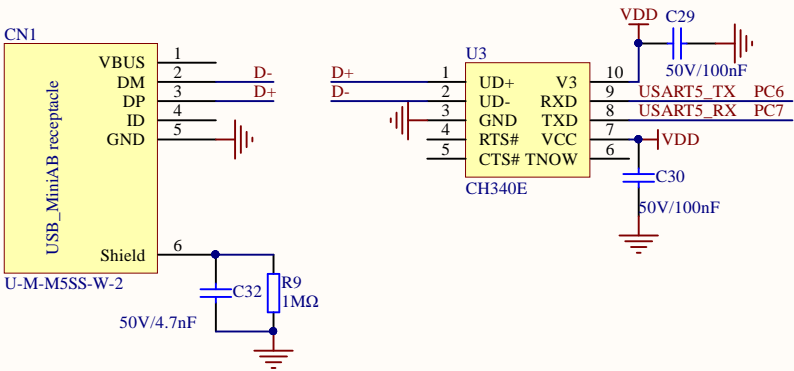 CN1
USB_MiniAB receptacle
VBUS 1
DM 2 D-
DP 3 D+
ID 4
GND 5
Shield 6
U-M-M5SS-W-2
C32
50V/4.7nF
R9
1MΩ
U3
D+ 1 UD+ V3 10
D- 2 UD- RXD 9 USART5_TX PC6
3 GND TXD 8 USART5_RX PC7
4 RTS# VCC 7 VDD
5 CTS# TNOW 6
CH340E
VDD
C29
50V/100nF
C30
50V/100nF